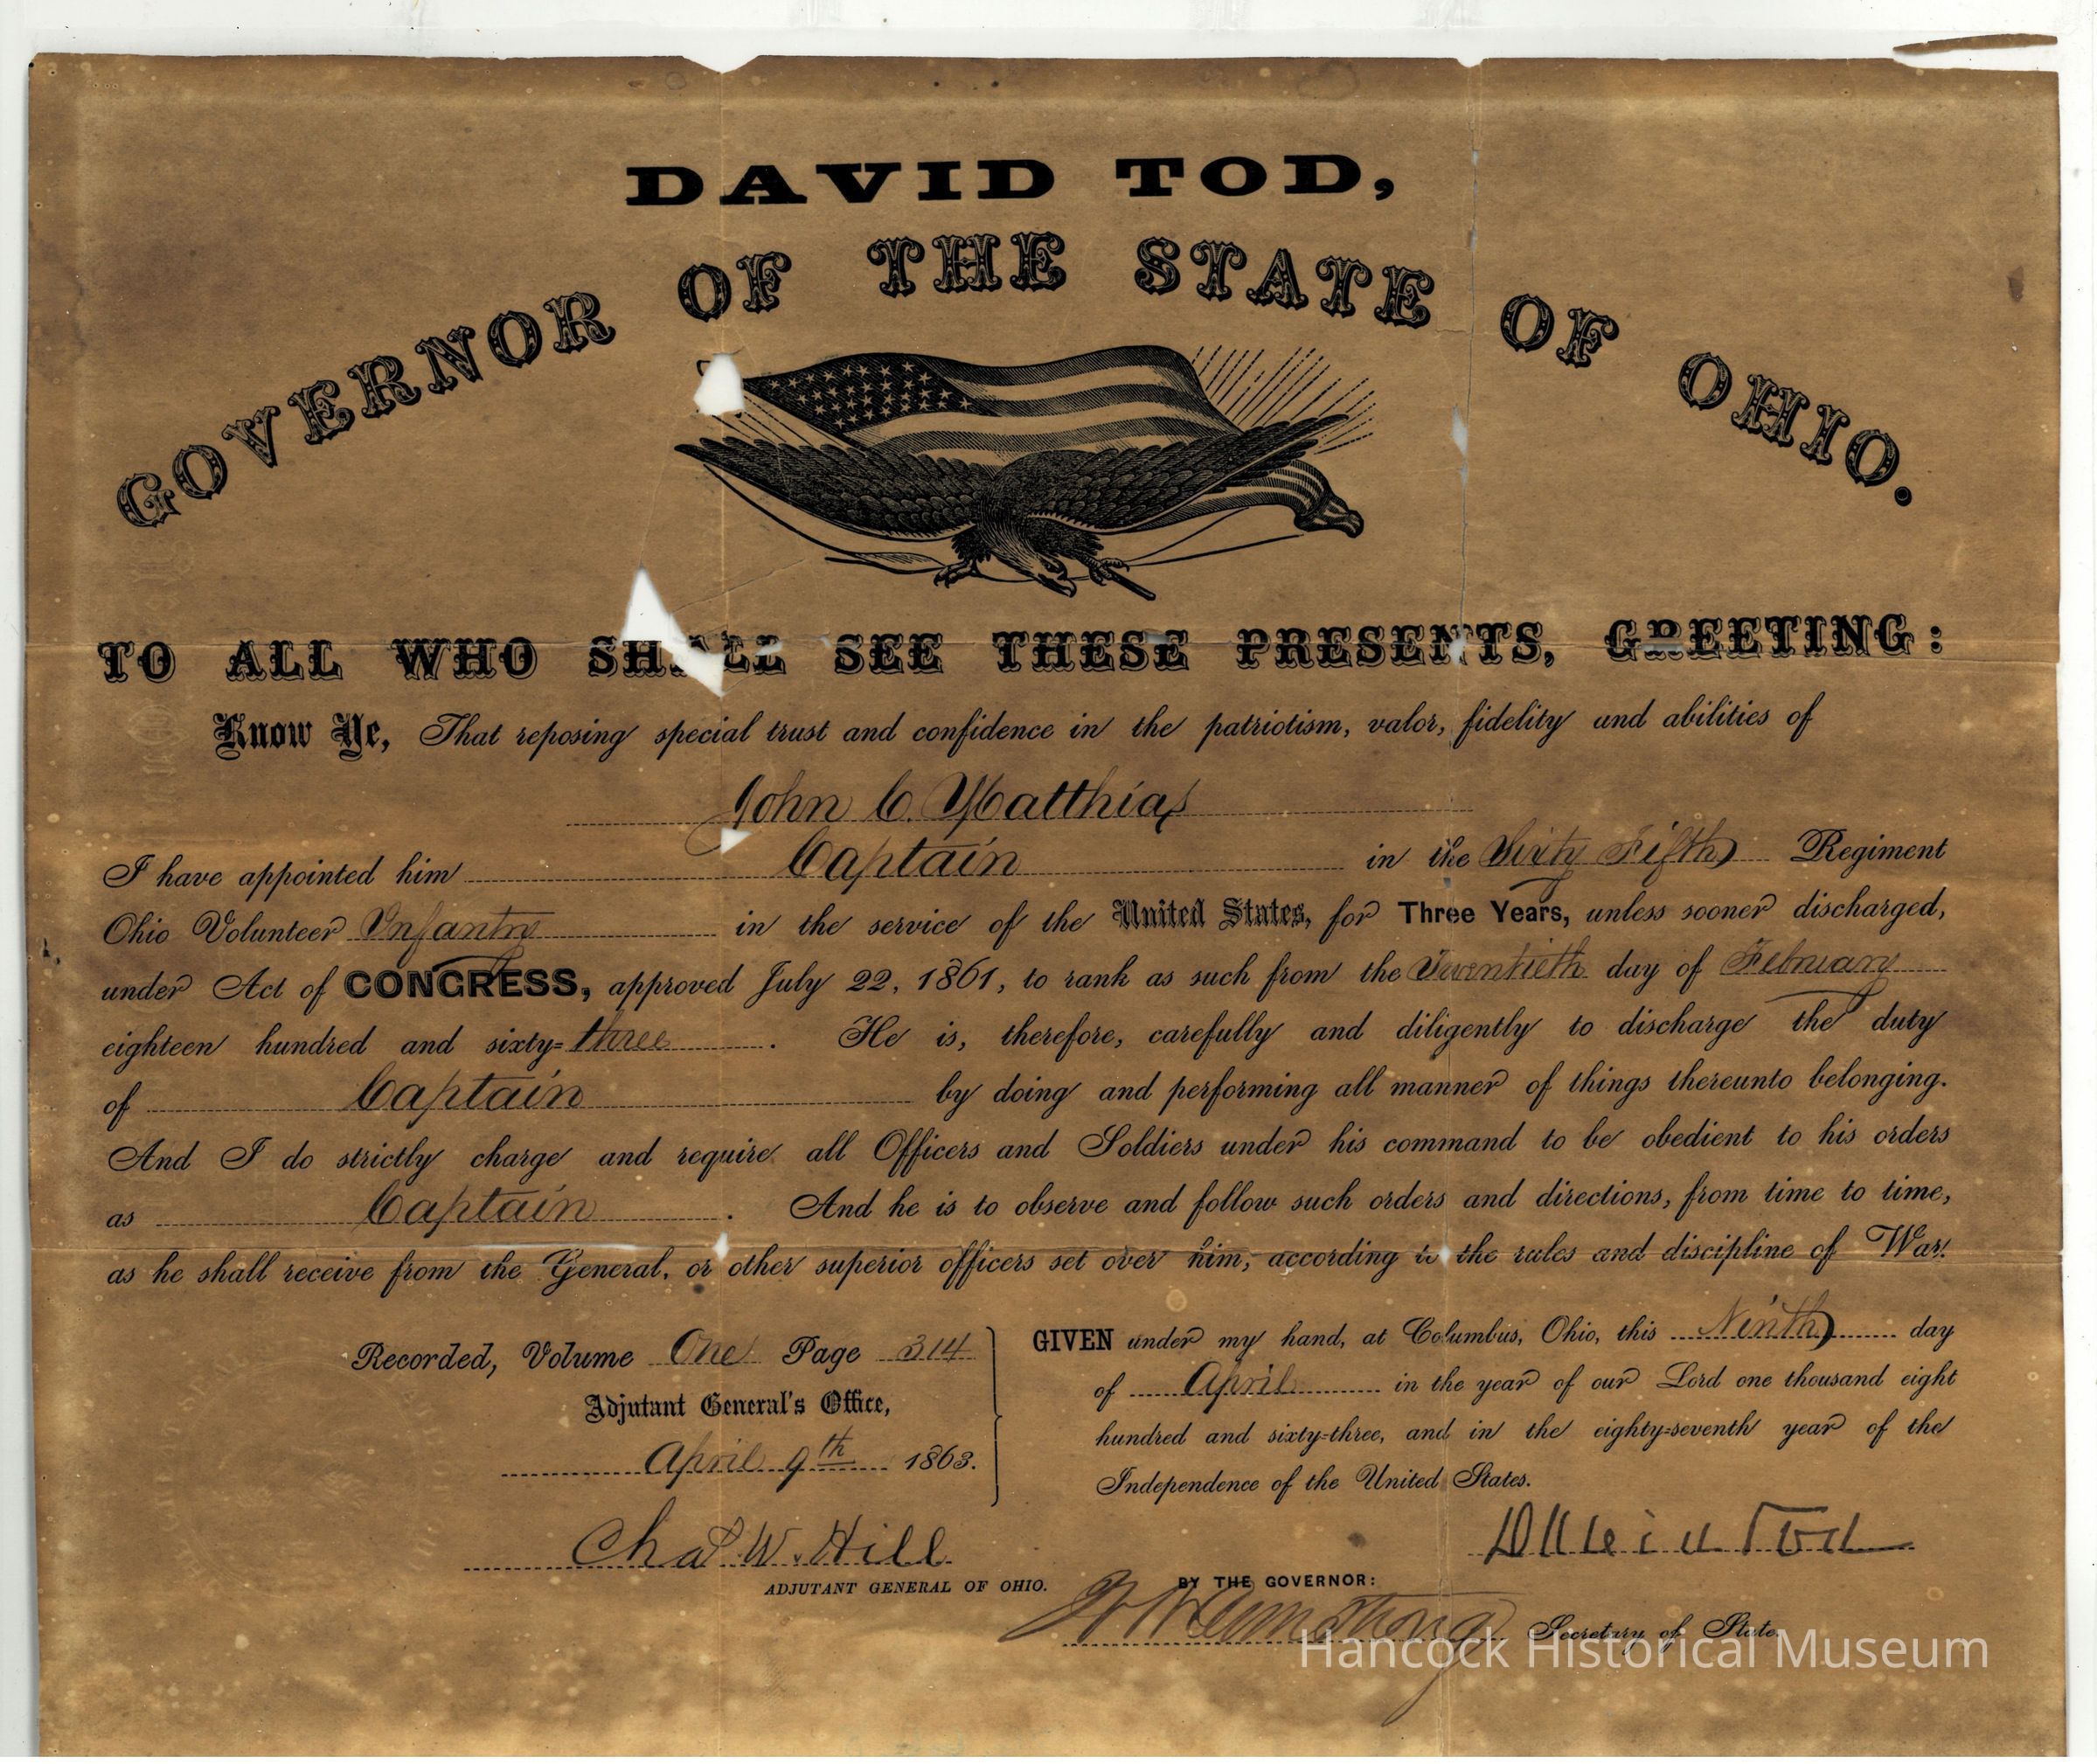 DAVID TOD,
GOVERNOR OF THE STATE OF OHIO.
TO ALL WHO SHALL SEE THESE PRESENTS, GREETING:
Know Ye, That reposing special trust and confidence in the patriotism, valor, fidelity and abilities of
John C. Matthias
I have appointed him Captain in the Sixty Fifth Regiment
Ohio Volunteer Infantry in the service of the United States, for Three Years, unless sooner discharged,
under Act of CONGRESS, approved July 22, 1861, to rank as such from the Twentieth day of February
eighteen hundred and sixty-three. He is, therefore, carefully and diligently to discharge the duty
of Captain by doing and performing all manner of things thereunto belonging.
And I do strictly charge and require all Officers and Soldiers under his command to be obedient to his orders
as Captain. And he is to observe and follow such orders and directions, from time to time,
as he shall receive from the General, or other superior officers set over him, according to the rules and discipline of War.
Recorded, Volume One Page 314
Adjutant General's Office,
April 9th 1863.
Chas W. Hill
ADJUTANT GENERAL OF OHIO.
GIVEN under my hand, at Columbus, Ohio, this Ninth day
of April in the year of our Lord one thousand eight
hundred and sixty-three, and in the eighty-seventh year of the
Independence of the United States.
David Tod
BY THE GOVERNOR:
W W Armstrong Secretary of State.
Hancock Historical Museum